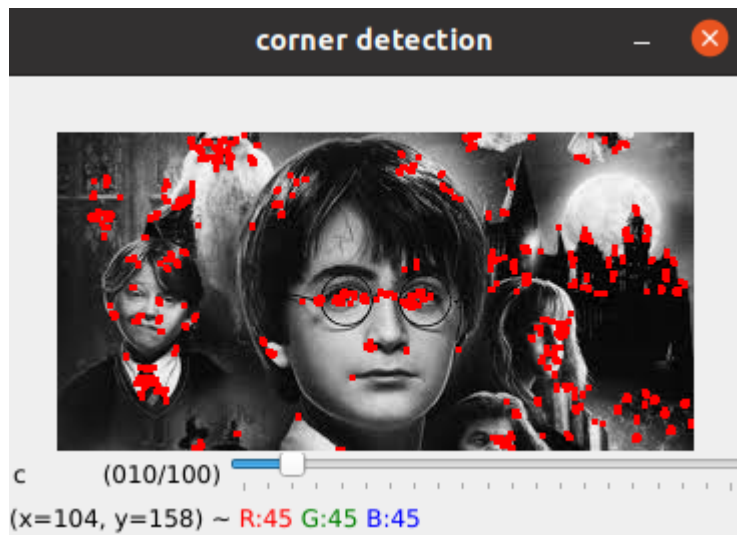 corner detection
c (010/100)
(x=104, y=158) ~ R:45 G:45 B:45